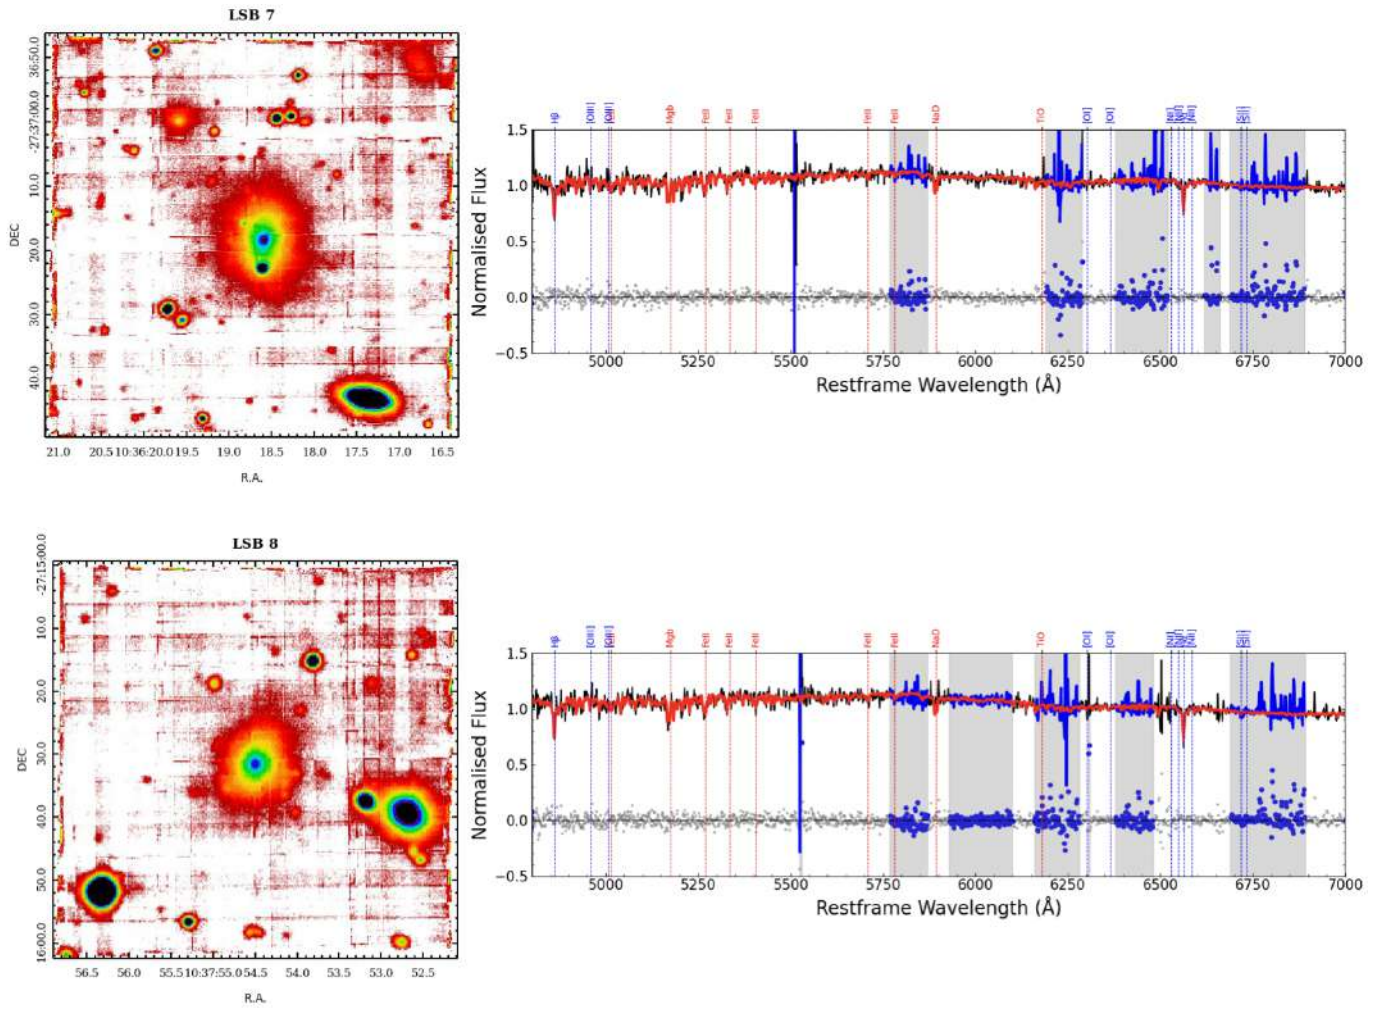 LSB 7
36:50.0
-27:37:00.0
10.0
20.0
30.0
40.0
DEC
21.0 20.5 10:36:20.0 19.5 19.0 18.5 18.0 17.5 17.0 16.5
R.A.
Hβ [OIII] [OIII] Mgb FeII FeII FeII FeII FeII NaD TiO [OI] [OI] [NI] [NII] [NII] [SII] [SII]
1.5
1.0
0.5
0.0
−0.5
Normalised Flux
5000 5250 5500 5750 6000 6250 6500 6750 7000
Restframe Wavelength (Å)
LSB 8
-27:15:00.0
10.0
20.0
30.0
40.0
50.0
16:00.0
DEC
56.5 56.0 55.5 10:37:55.0 54.5 54.0 53.5 53.0 52.5
R.A.
Hβ [OIII] [OIII] Mgb FeII FeII FeII FeII FeII NaD TiO [OI] [OI] [NI] [NII] [NII] [SII] [SII]
1.5
1.0
0.5
0.0
−0.5
Normalised Flux
5000 5250 5500 5750 6000 6250 6500 6750 7000
Restframe Wavelength (Å)